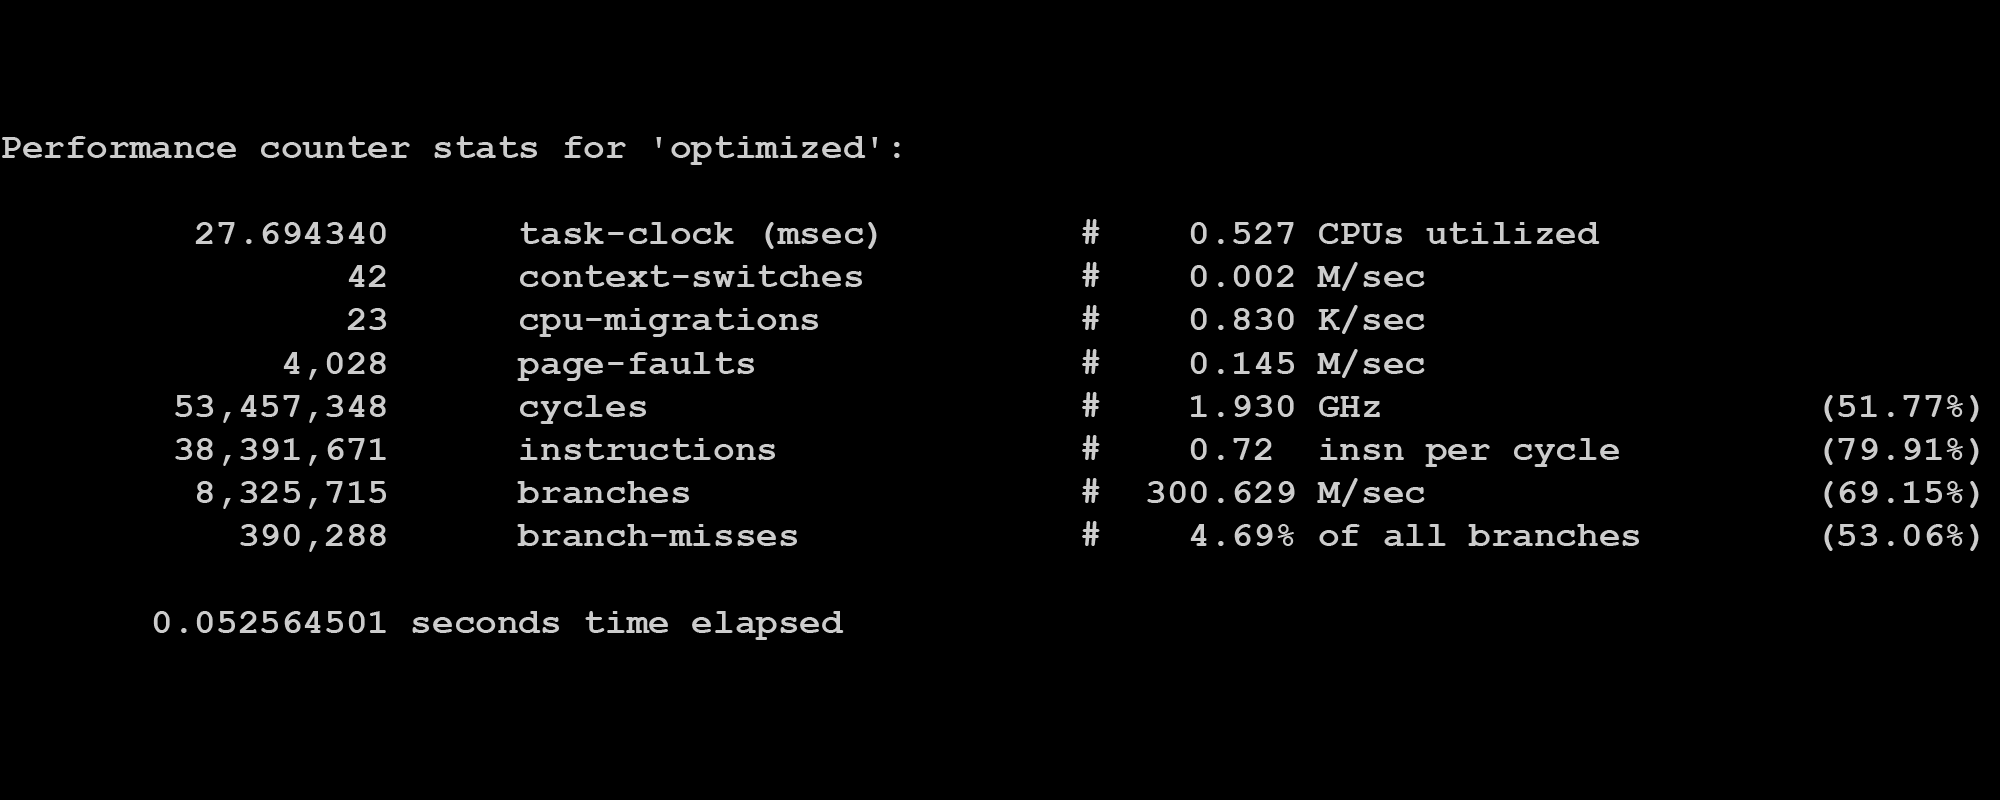 Performance counter stats for 'optimized':
27.694340 task-clock (msec) # 0.527 CPUs utilized
42 context-switches # 0.002 M/sec
23 cpu-migrations # 0.830 K/sec
4,028 page-faults # 0.145 M/sec
53,457,348 cycles # 1.930 GHz (51.77%)
38,391,671 instructions # 0.72 insn per cycle (79.91%)
8,325,715 branches # 300.629 M/sec (69.15%)
390,288 branch-misses # 4.69% of all branches (53.06%)
0.052564501 seconds time elapsed